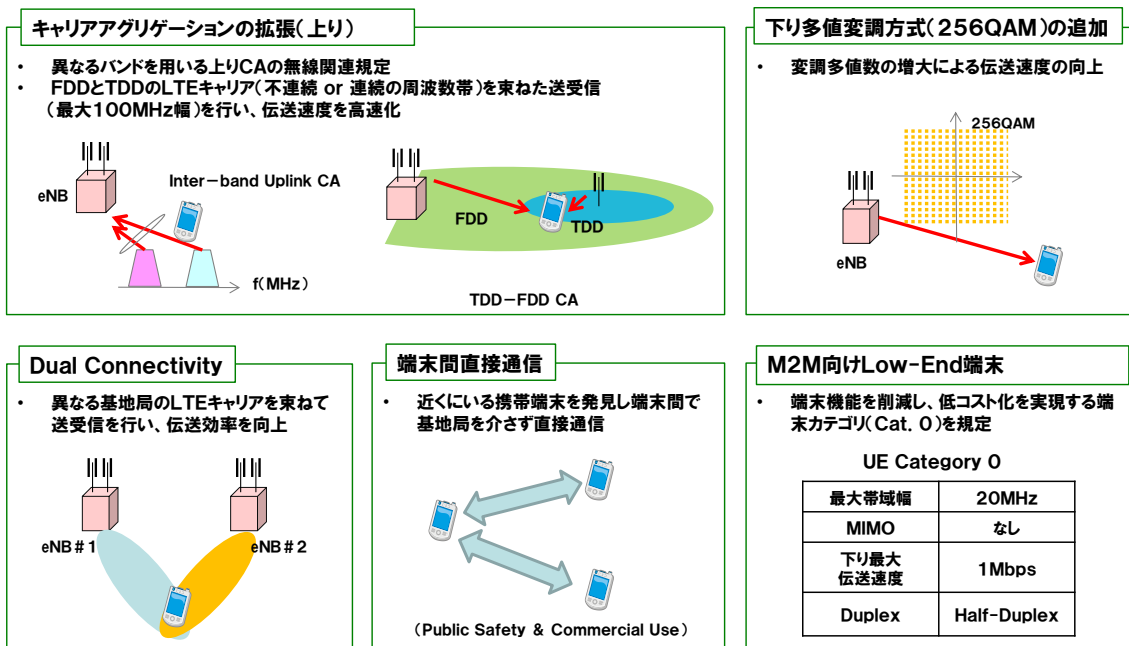 キャリアアグリゲーションの拡張(上り)
・ 異なるバンドを用いる上りCAの無線関連規定
・ FDDとTDDのLTEキャリア(不連続 or 連続の周波数帯)を束ねた送受信
(最大100MHz幅)を行い、伝送速度を高速化
eNB
Inter-band Uplink CA
f(MHz)
FDD
TDD
TDD-FDD CA
下り多値変調方式(256QAM)の追加
・ 変調多値数の増大による伝送速度の向上
256QAM
eNB
Dual Connectivity
・ 異なる基地局のLTEキャリアを束ねて
送受信を行い、伝送効率を向上
eNB#1
eNB#2
端末間直接通信
・ 近くにいる携帯端末を発見し端末間で
基地局を介さず直接通信
(Public Safety & Commercial Use)
M2M向けLow-End端末
・ 端末機能を削減し、低コスト化を実現する端
末カテゴリ(Cat. 0)を規定
UE Category 0
最大帯域幅 20MHz
MIMO なし
下り最大
伝送速度 1Mbps
Duplex Half-Duplex